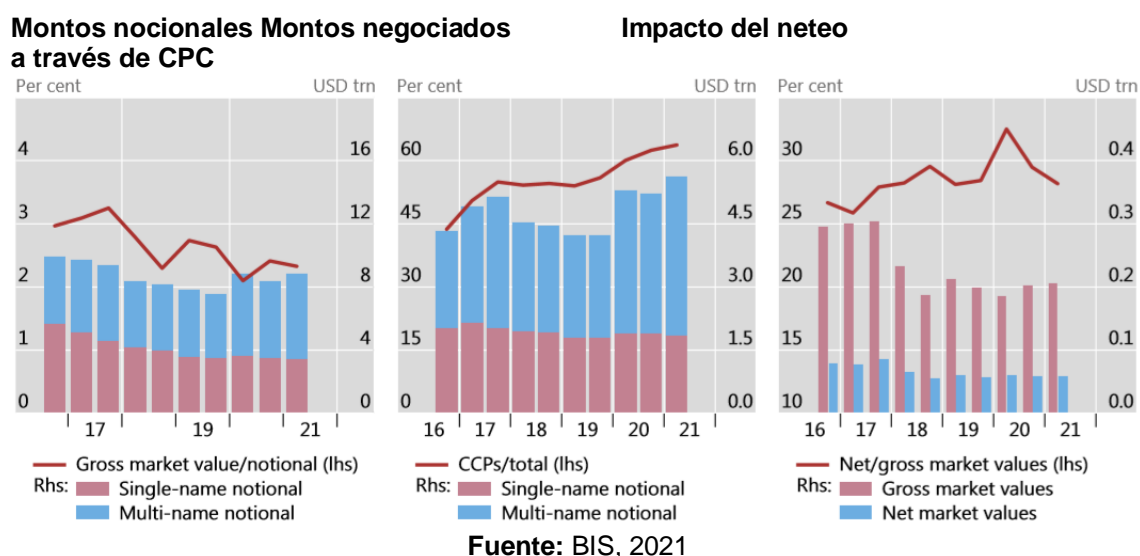 Montos nocionales Montos negociados a través de CPC
Impacto del neteo
Per cent USD trn Per cent USD trn Per cent USD trn
4 16 60 6.0 30 0.4
3 12 45 4.5 25 0.3
2 8 30 3.0 20 0.2
1 4 15 1.5 15 0.1
0 0 0 0.0 10 0.0
17 19 21 16 17 18 19 20 21 16 17 18 19 20 21
Gross market value/notional (lhs)
Rhs: Single-name notional
Multi-name notional
CCPs/total (lhs)
Rhs: Single-name notional
Multi-name notional
Net/gross market values (lhs)
Rhs: Gross market values
Net market values
Fuente: BIS, 2021